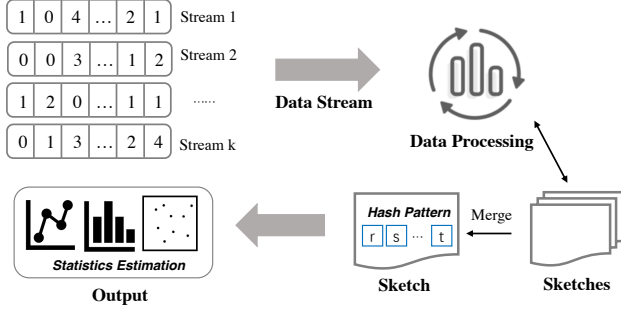 1 0 4 ... 2 1 Stream 1
0 0 3 ... 1 2 Stream 2
1 2 0 ... 1 1 ......
0 1 3 ... 2 4 Stream k
Data Stream
Data Processing
Hash Pattern
r s ... t
Merge
Sketch
Sketches
Statistics Estimation
Output